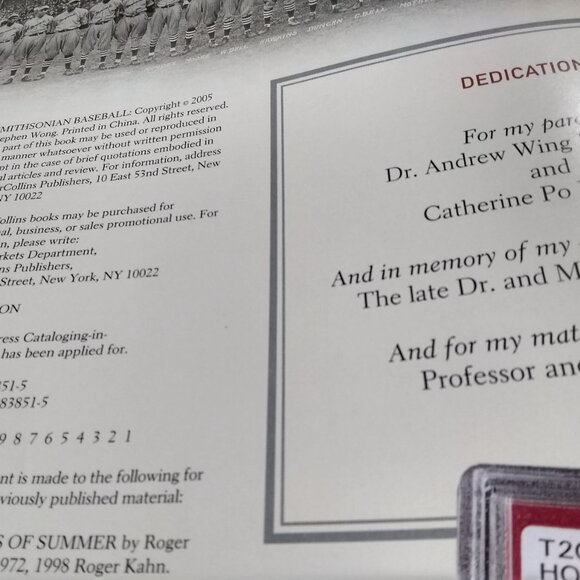 MITHSONIAN BASEBALL: Copyright © 2005
ephen Wong. Printed in China. All rights reserved.
part of this book may be used or reproduced in
manner whatsoever without written permission
pt in the case of brief quotations embodied in
al articles and review. For information, address
rCollins Publishers, 10 East 53nd Street, New
NY 10022
Collins books may be purchased for
nal, business, or sales promotional use. For
n, please write:
arkets Department,
ns Publishers,
Street, New York, NY 10022
ON
ress Cataloging-in-
has been applied for.
851-5
83851-5
9 8 7 6 5 4 3 2 1
nt is made to the following for
eviously published material:
S OF SUMMER by Roger
972, 1998 Roger Kahn.
DEDICATION
For my pare
Dr. Andrew Wing
and
Catherine Po
And in memory of my
The late Dr. and M
And for my mat
Professor and
T20
HO